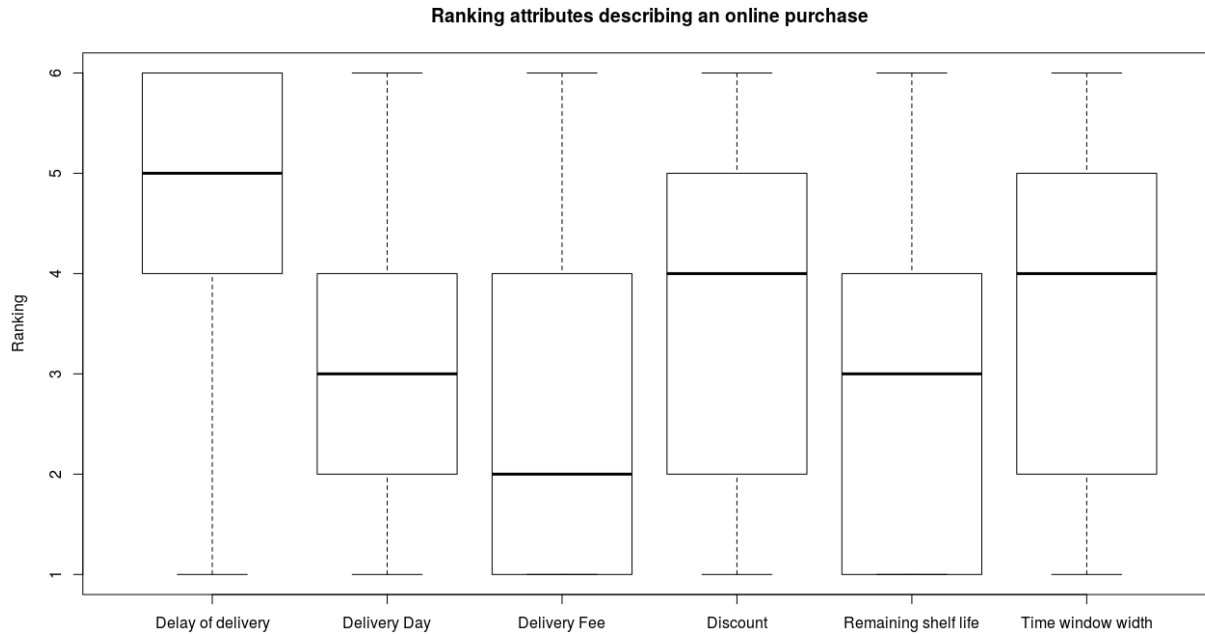 Ranking attributes describing an online purchase
Ranking
6
5
4
3
2
1
Delay of delivery
Delivery Day
Delivery Fee
Discount
Remaining shelf life
Time window width